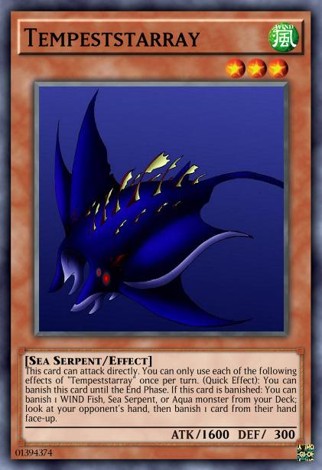 Tempeststarray
WIND
風
[Sea Serpent/Effect]
This card can attack directly. You can only use each of the following
effects of "Tempeststarray" once per turn. (Quick Effect): You can
banish this card until the End Phase. If this card is banished: You can
banish 1 WIND Fish, Sea Serpent, or Aqua monster from your Deck;
look at your opponent's hand, then banish 1 card from their hand
face-up.
ATK/1600 DEF/ 300
01394374